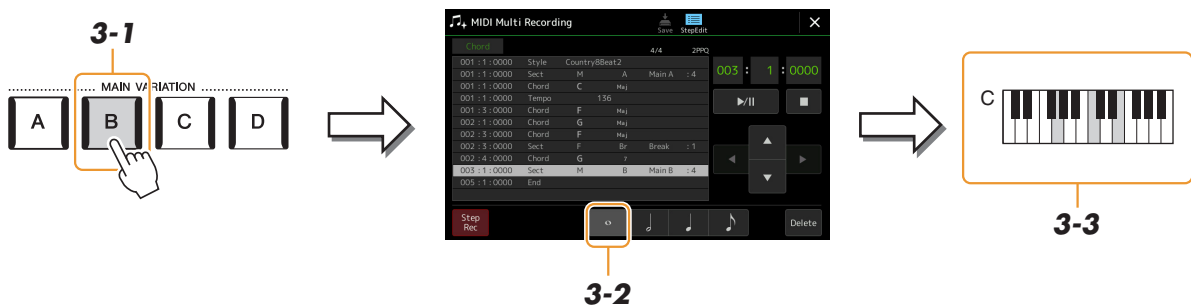 3-1
MAIN VARIATION
A B C D
MIDI Multi Recording
Save StepEdit
Chord 4/4 2PPQ
001 : 1 : 0000 Style Country8Beat2
001 : 1 : 0000 Sect M A Main A : 4
001 : 1 : 0000 Chord C Maj
001 : 1 : 0000 Tempo 136
001 : 3 : 0000 Chord F Maj
002 : 1 : 0000 Chord G Maj
002 : 3 : 0000 Chord F Maj
002 : 3 : 0000 Sect F Br Break : 1
002 : 4 : 0000 Chord G 7
003 : 1 : 0000 Sect M B Main B : 4
005 : 1 : 0000 End
003 : 1 : 0000
Step
Rec
Delete
3-2
C
3-3